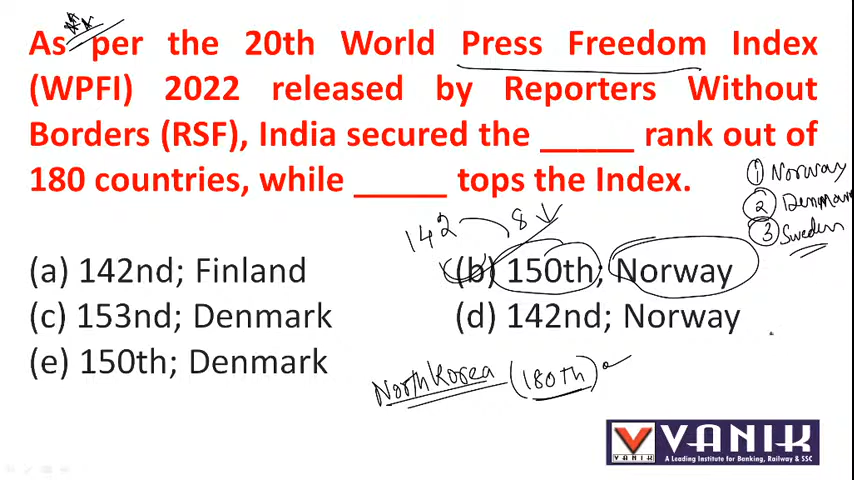 As per the 20th World Press Freedom Index
(WPFI) 2022 released by Reporters Without
Borders (RSF), India secured the _____ rank out of
180 countries, while _____ tops the Index.
① Norway
② Denmark
③ Sweden
142 8 ↓
(a) 142nd; Finland
(b) 150th; Norway
(c) 153nd; Denmark
(d) 142nd; Norway
(e) 150th; Denmark
North Korea (180th)
VANIK
VANIK
A Leading Institute for Banking, Railway & SSC